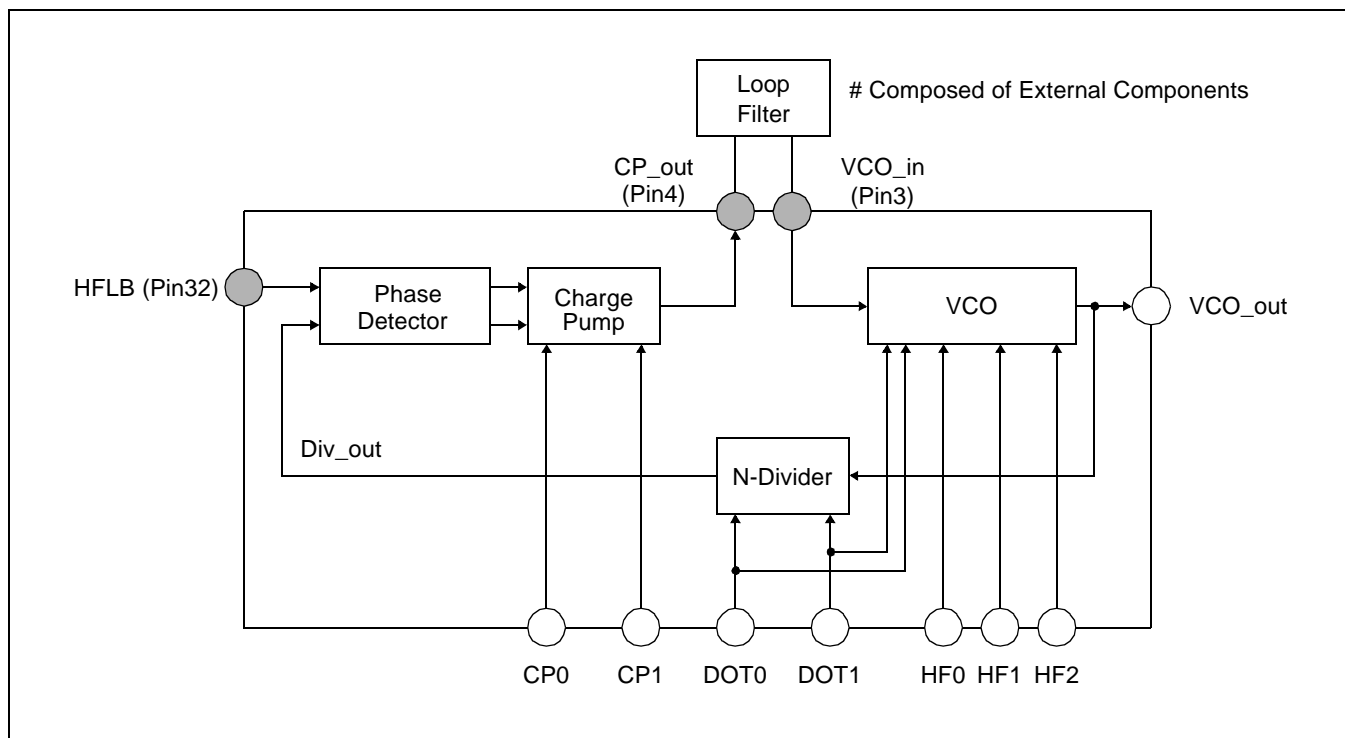 Loop
Filter
# Composed of External Components
CP_out
(Pin4)
VCO_in
(Pin3)
HFLB (Pin32)
Phase
Detector
Charge
Pump
VCO
VCO_out
Div_out
N-Divider
CP0
CP1
DOT0
DOT1
HF0
HF1
HF2